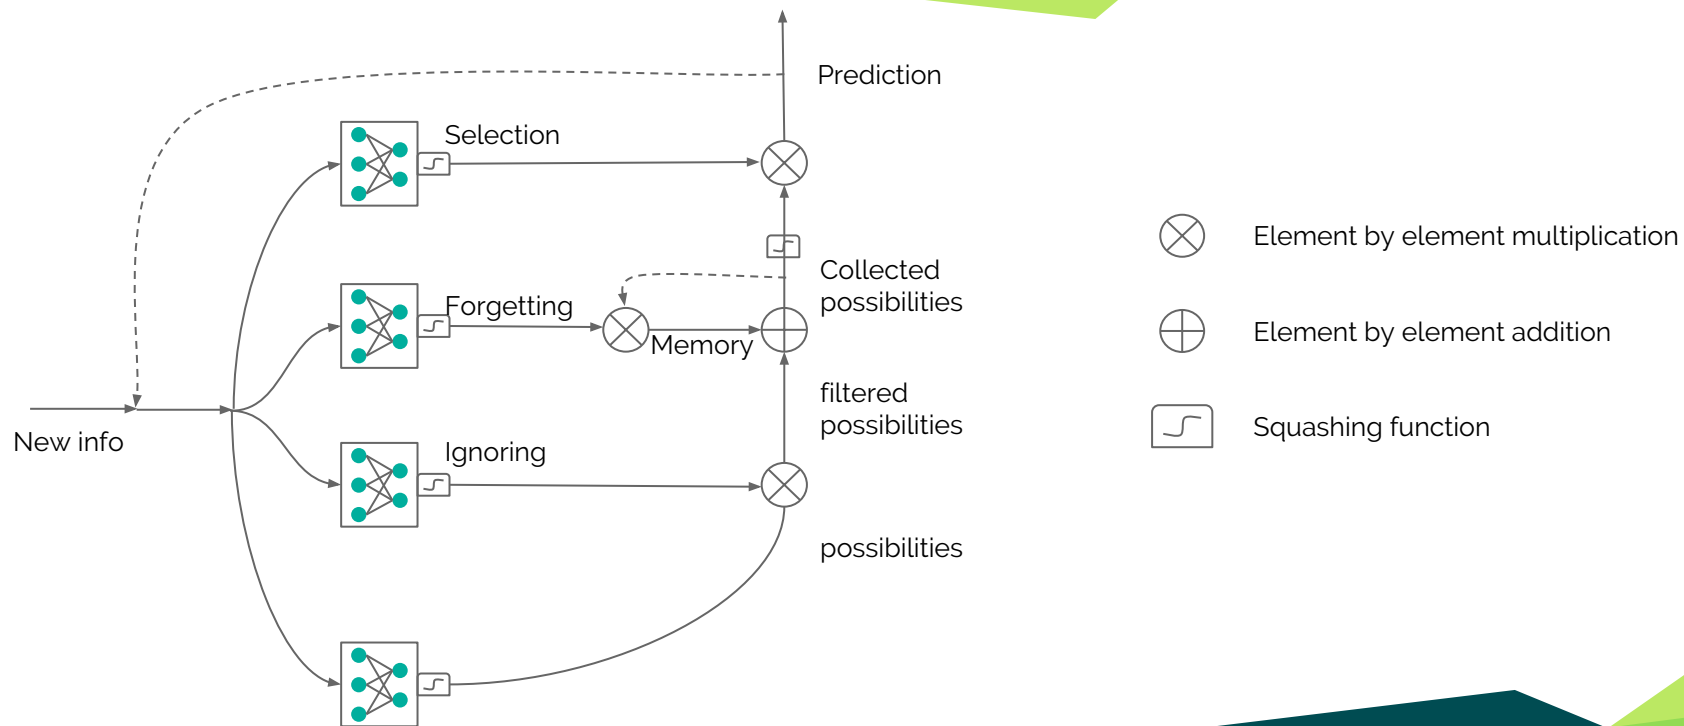 Prediction
Selection
Collected
possibilities
Forgetting
Memory
filtered
possibilities
New info
Ignoring
possibilities
Element by element multiplication
Element by element addition
Squashing function